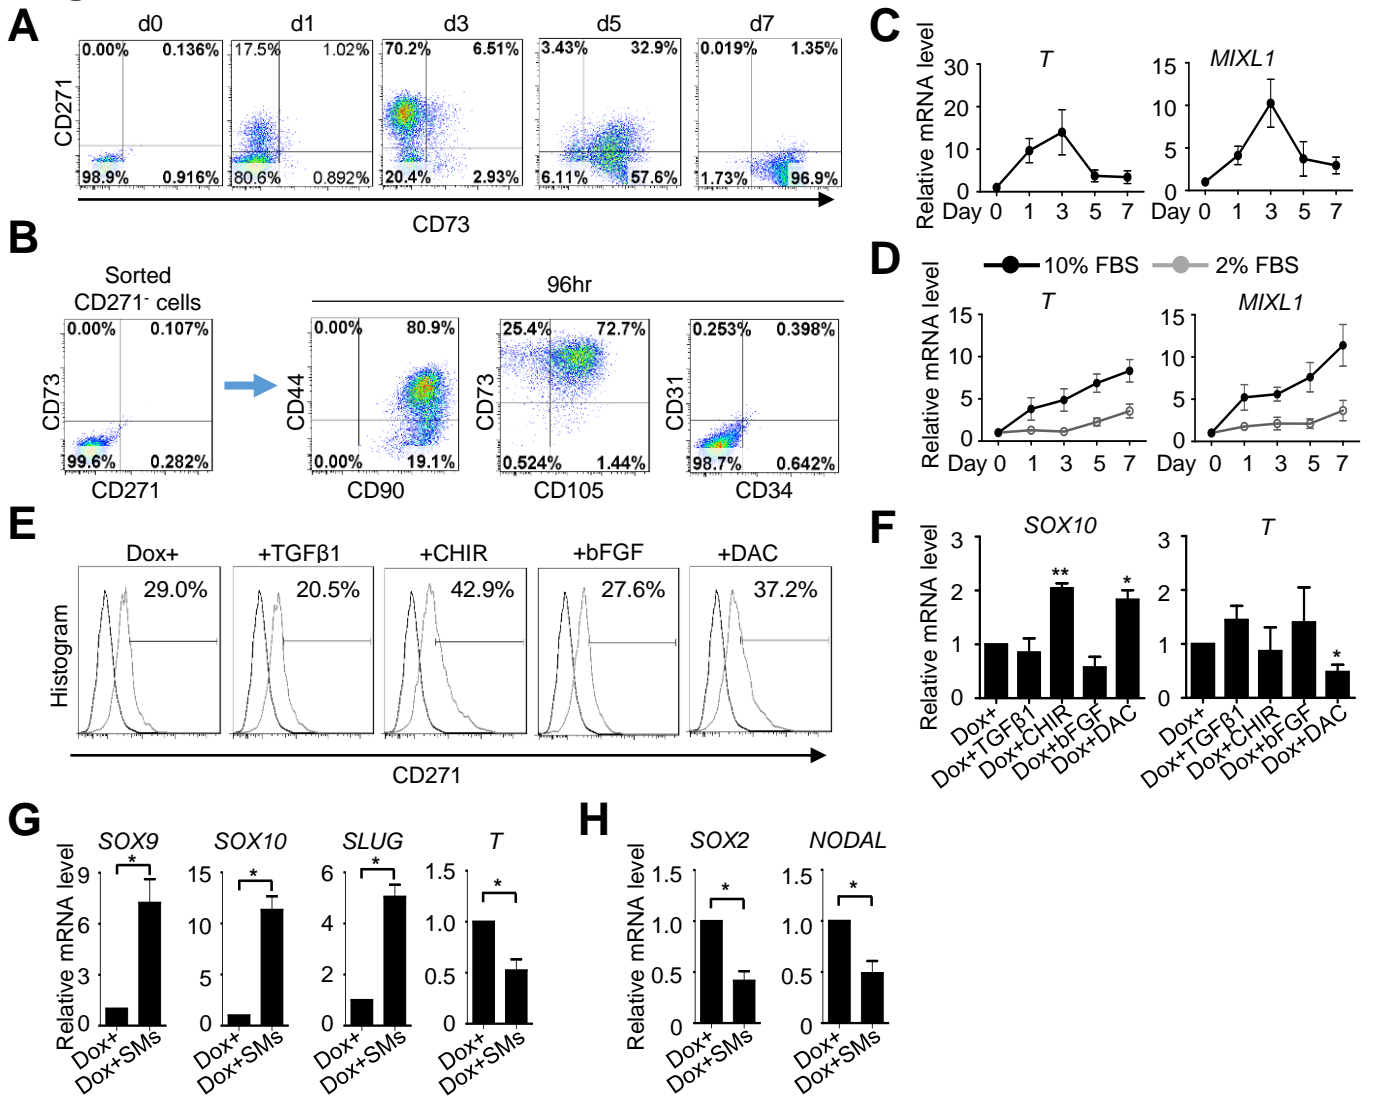 A
d0
d1
d3
d5
d7
0.00% 0.136%
98.9% 0.916%
17.5% 1.02%
80.6% 0.892%
70.2% 6.51%
20.4% 2.93%
3.43% 32.9%
6.11% 57.6%
0.019% 1.35%
1.73% 96.9%
CD271
CD73
B
Sorted
CD271- cells
96hr
0.00% 0.107%
99.6% 0.282%
CD73
CD271
0.00% 80.9%
0.00% 19.1%
CD44
CD90
25.4% 72.7%
0.524% 1.44%
CD73
CD105
0.253% 0.398%
98.7% 0.642%
CD31
CD34
C
Relative mRNA level
T
30
20
10
0
Day 0 1 3 5 7
MIXL1
15
10
5
0
Day 0 1 3 5 7
D
10% FBS
2% FBS
Relative mRNA level
T
15
10
5
0
Day 0 1 3 5 7
MIXL1
15
10
5
0
0 1 3 5 7
E
Dox+
+TGFβ1
+CHIR
+bFGF
+DAC
29.0%
20.5%
42.9%
27.6%
37.2%
Histogram
CD271
F
Relative mRNA level
SOX10
3
2
1
0
**
*
Dox+
Dox+TGFβ1
Dox+CHIR
Dox+bFGF
Dox+DAC
T
3
2
1
0
*
Dox+
Dox+TGFβ1
Dox+CHIR
Dox+bFGF
Dox+DAC
G
Relative mRNA level
SOX9
9
6
3
0
*
Dox+
Dox+SMs
SOX10
15
10
5
0
*
Dox+
Dox+SMs
SLUG
6
4
2
0
*
Dox+
Dox+SMs
T
1.5
1.0
0.5
0
*
Dox+
Dox+SMs
H
Relative mRNA level
SOX2
1.5
1.0
0.5
0
*
Dox+
Dox+SMs
NODAL
1.5
1.0
0.5
0
*
Dox+
Dox+SMs